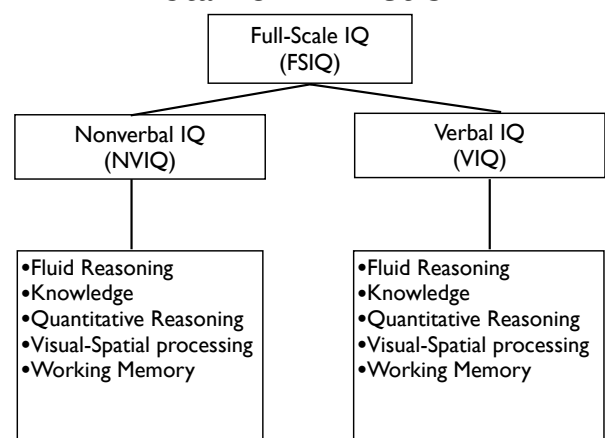 Full-Scale IQ
(FSIQ)
Nonverbal IQ
(NVIQ)
Verbal IQ
(VIQ)
•Fluid Reasoning
•Knowledge
•Quantitative Reasoning
•Visual-Spatial processing
•Working Memory
•Fluid Reasoning
•Knowledge
•Quantitative Reasoning
•Visual-Spatial processing
•Working Memory